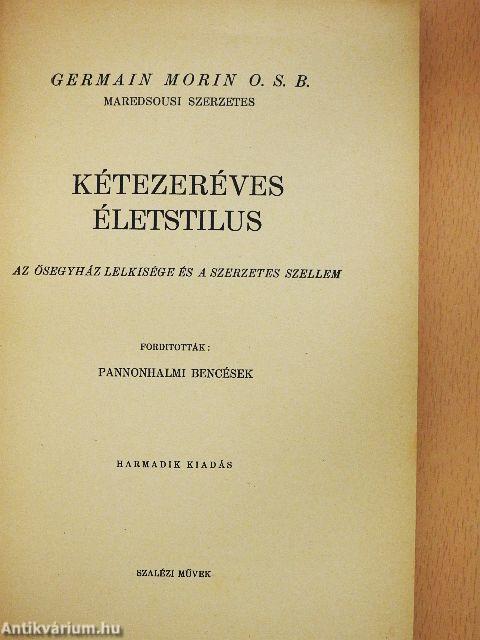 GERMAIN MORIN O. S. B.
MAREDSOUSI SZERZETES
KÉTEZERÉVES
ÉLETSTILUS
AZ ŐSEGYHÁZ LELKISÉGE ÉS A SZERZETES SZELLEM
FORDITOTTÁK:
PANNONHALMI BENCÉSEK
HARMADIK KIADÁS
SZALÉZI MŰVEK
Antikvárium.hu